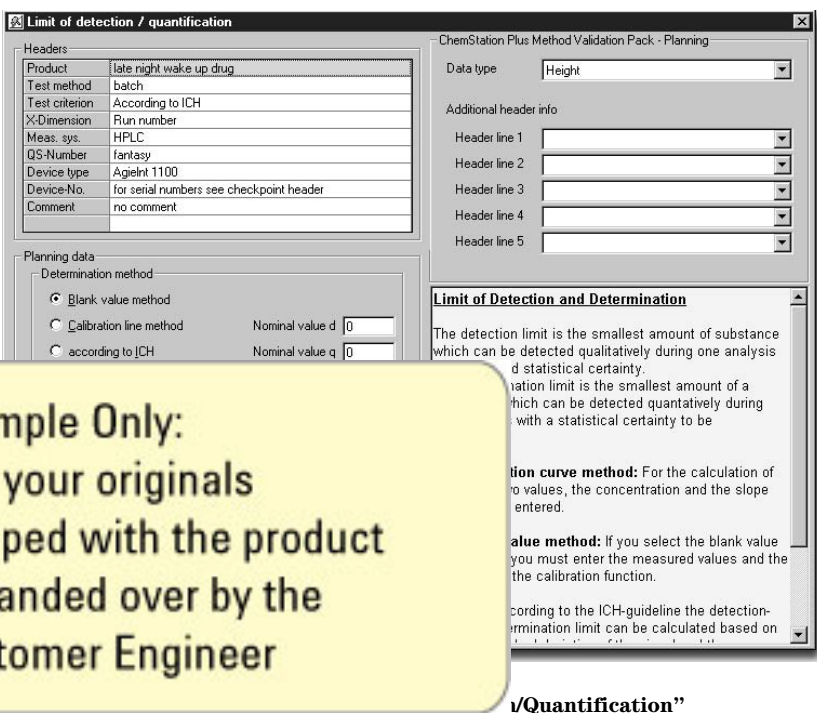 Limit of detection / quantification
Headers
Product late night wake up drug
Test method batch
Test criterion According to ICH
X-Dimension Run number
Meas. sys. HPLC
QS-Number fantasy
Device type Agielnt 1100
Device-No. for serial numbers see checkpoint header
Comment no comment
ChemStation Plus Method Validation Pack - Planning
Data type Height
Additional header info
Header line 1
Header line 2
Header line 3
Header line 4
Header line 5
Planning data
Determination method
Blank value method
Calibration line method Nominal value d 0
according to ICH Nominal value q 0
Limit of Detection and Determination
The detection limit is the smallest amount of substance
which can be detected qualitatively during one analysis
d statistical certainty.
nation limit is the smallest amount of a
hich can be detected quantatively during
with a statistical certainty to be
tion curve method: For the calculation of
vo values, the concentration and the slope
entered.
alue method: If you select the blank value
you must enter the measured values and the
the calibration function.
cording to the ICH-guideline the detection-
ermination limit can be calculated based on
mple Only:
your originals
pped with the product
anded over by the
tomer Engineer
/Quantification”